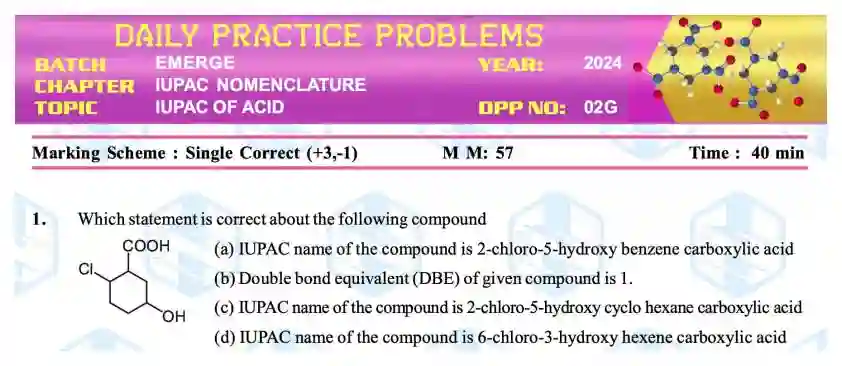 DAILY PRACTICE PROBLEMS
BATCH EMERGE YEAR: 2024
CHAPTER IUPAC NOMENCLATURE
TOPIC IUPAC OF ACID DPP NO: 02G
Marking Scheme : Single Correct (+3,-1) M M: 57 Time : 40 min
1. Which statement is correct about the following compound
COOH
Cl
OH
(a) IUPAC name of the compound is 2-chloro-5-hydroxy benzene carboxylic acid
(b) Double bond equivalent (DBE) of given compound is 1.
(c) IUPAC name of the compound is 2-chloro-5-hydroxy cyclo hexane carboxylic acid
(d) IUPAC name of the compound is 6-chloro-3-hydroxy hexene carboxylic acid